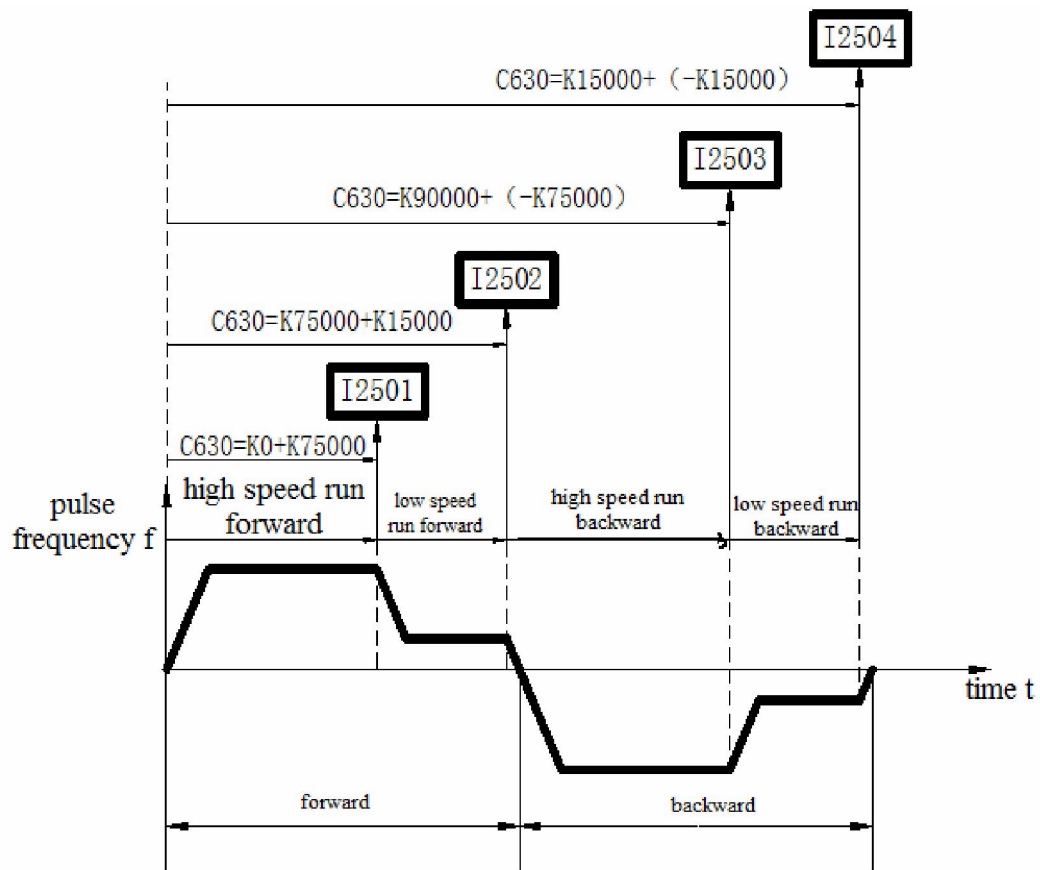 I2504
C630=K15000+（-K15000）
I2503
C630=K90000+（-K75000）
I2502
C630=K75000+K15000
I2501
C630=K0+K75000
pulse
frequency f
high speed run
forward
low speed
run forward
high speed run
backward
low speed run
backward
time t
forward
backward